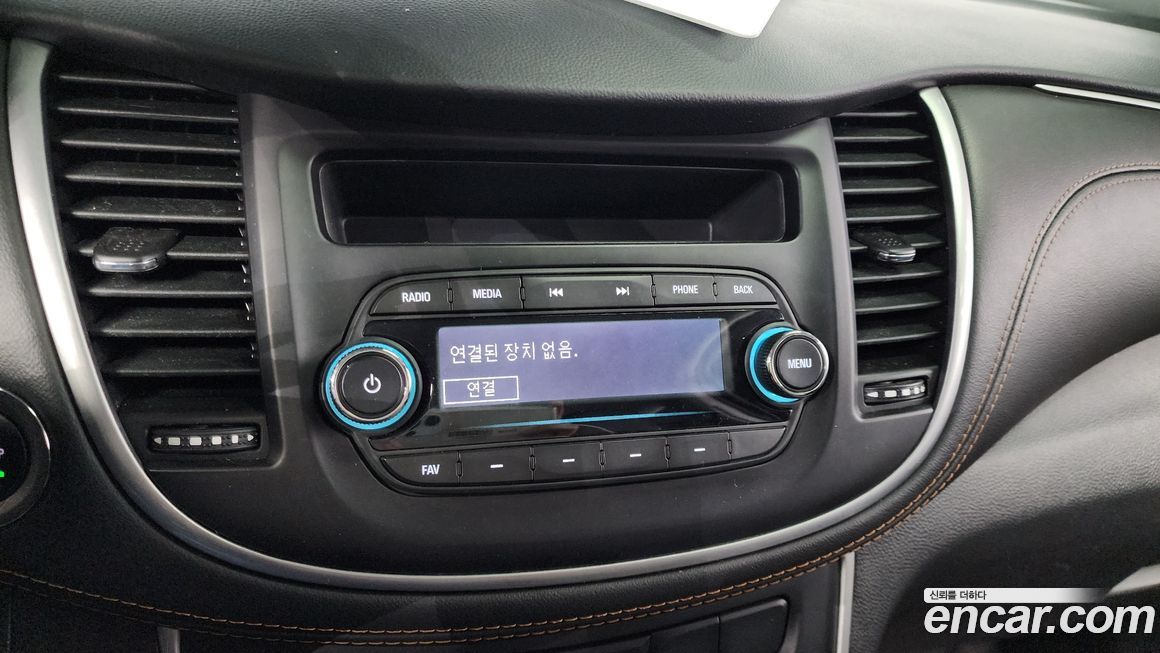 RADIO
MEDIA
PHONE
BACK
연결된 장치 없음.
연결
MENU
FAV
신뢰를 더하다
encar.com